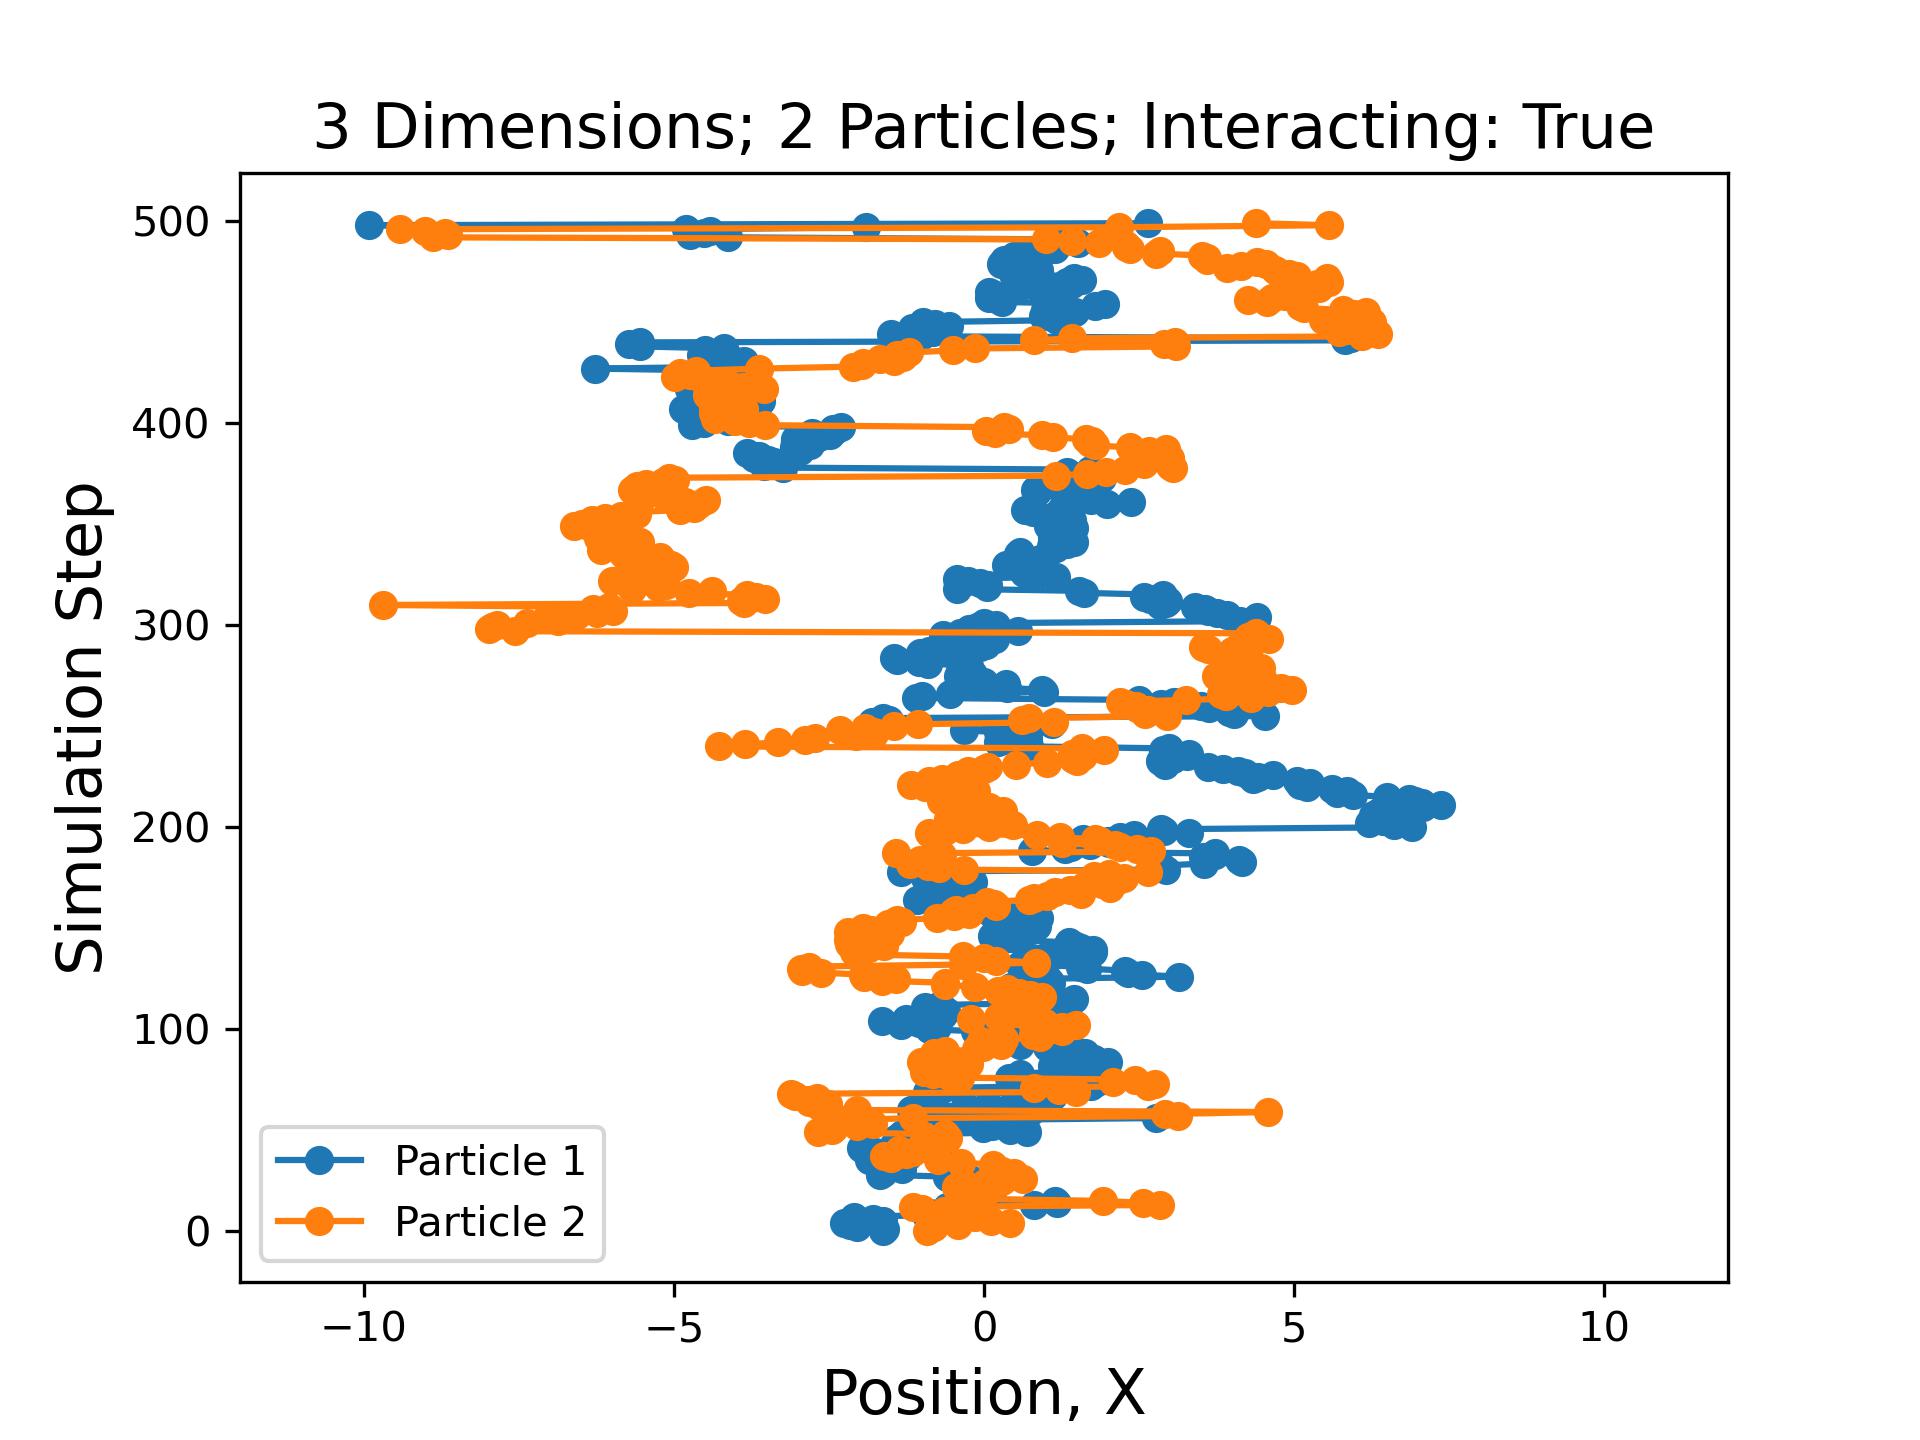 3 Dimensions; 2 Particles; Interacting: True
500
400
300
200
100
0
Simulation Step
Particle 1
Particle 2
−10
−5
0
5
10
Position, X